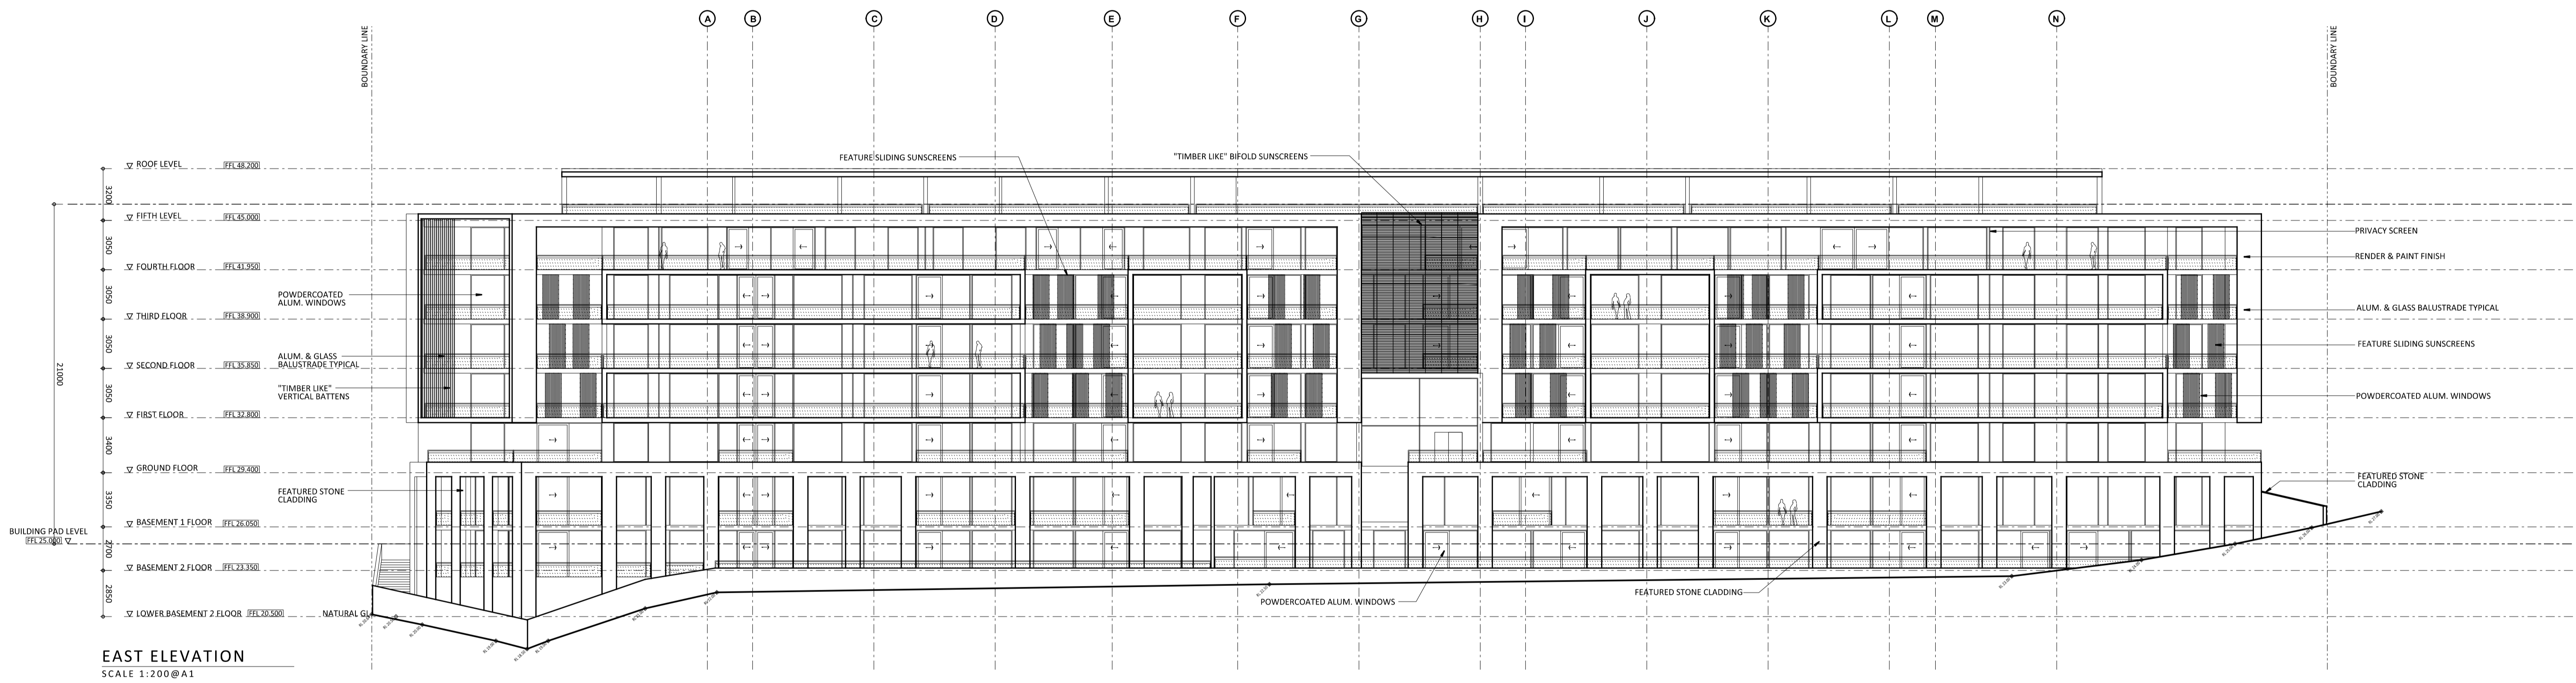 A
B
C
D
E
F
G
H
I
J
K
L
M
N
BOUNDARY LINE
BOUNDARY LINE
FEATURE SLIDING SUNSCREENS
"TIMBER LIKE" BIFOLD SUNSCREENS
ROOF LEVEL FFL 48.200
3200
FIFTH LEVEL FFL 45.000
3050
FOURTH FLOOR FFL 41.950
3050
THIRD FLOOR FFL 38.900
3050
SECOND FLOOR FFL 35.850
3050
FIRST FLOOR FFL 32.800
3400
GROUND FLOOR FFL 29.400
3350
BASEMENT 1 FLOOR FFL 26.050
2700
BASEMENT 2 FLOOR FFL 23.350
2850
LOWER BASEMENT 2 FLOOR FFL 20.500
21000
BUILDING PAD LEVEL
FFL 25.000
POWDERCOATED
ALUM. WINDOWS
ALUM. & GLASS
BALUSTRADE TYPICAL
"TIMBER LIKE"
VERTICAL BATTENS
FEATURED STONE
CLADDING
NATURAL GL
PRIVACY SCREEN
RENDER & PAINT FINISH
ALUM. & GLASS BALUSTRADE TYPICAL
FEATURE SLIDING SUNSCREENS
POWDERCOATED ALUM. WINDOWS
FEATURED STONE
CLADDING
POWDERCOATED ALUM. WINDOWS
FEATURED STONE CLADDING
EAST ELEVATION
SCALE 1:200@A1